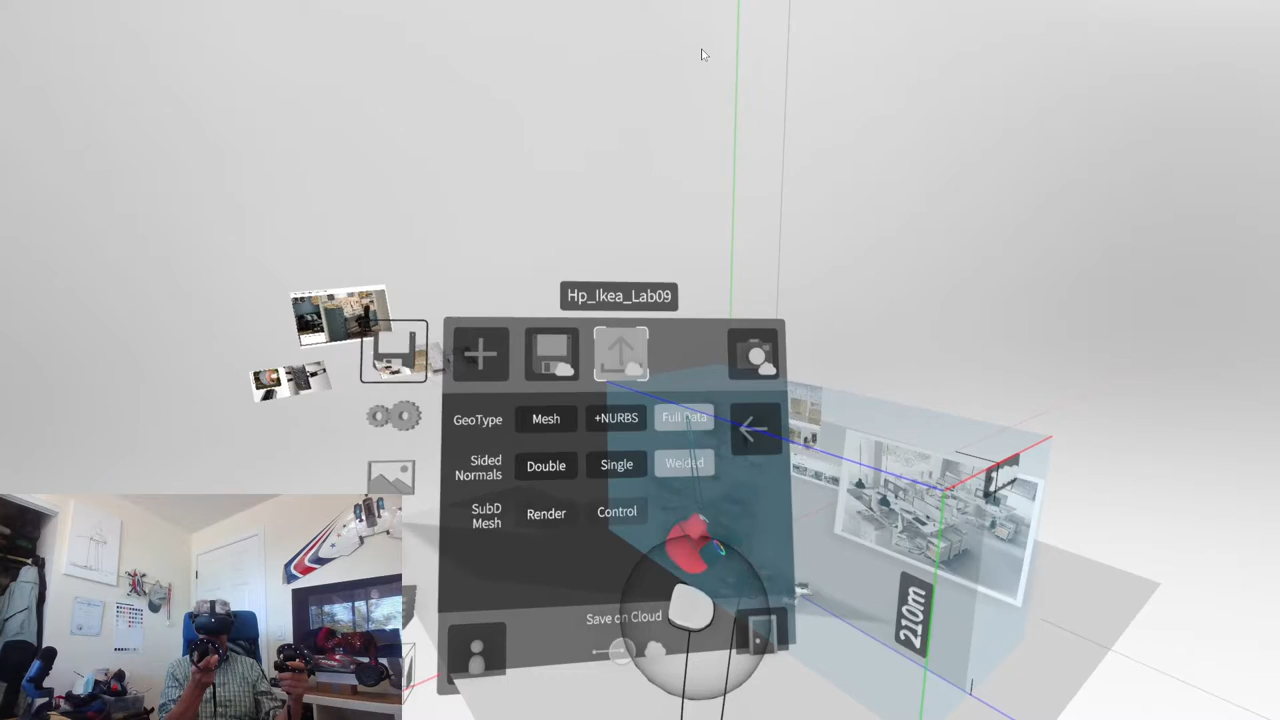 Hp_Ikea_Lab09
GeoType Mesh +NURBS Full Data
Sided Normals Double Single Welded
SubD Mesh Render Control
Save on Cloud
210m